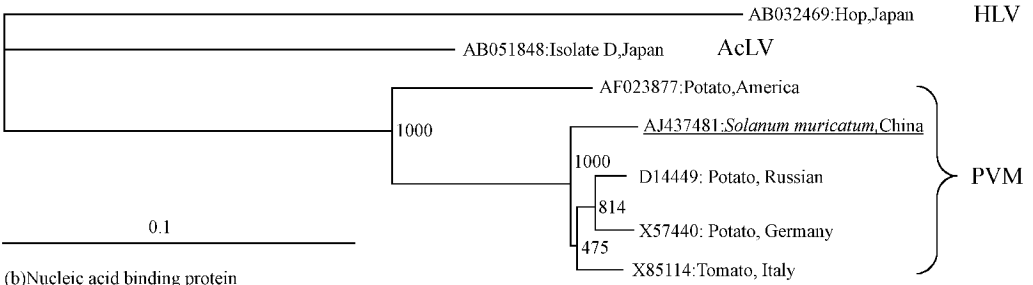 AB032469:Hop,Japan HLV
AB051848:Isolate D,Japan AcLV
AF023877:Potato,America
1000
AJ437481:Solanum muricatum,China
1000
D14449: Potato, Russian PVM
814
0.1
X57440: Potato, Germany
475
X85114:Tomato, Italy
(b)Nucleic acid binding protein